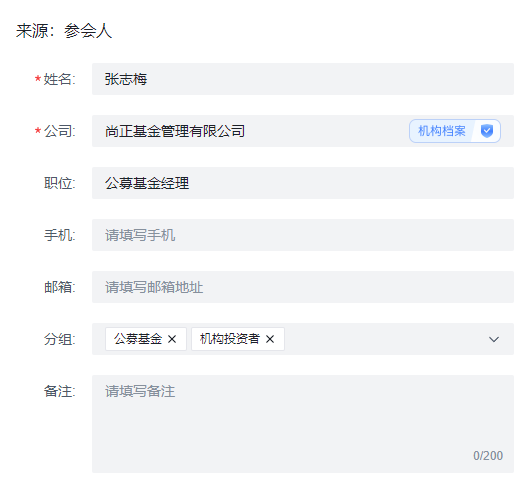 来源：参会人
*姓名: 张志梅
*公司: 尚正基金管理有限公司 机构档案
职位: 公募基金经理
手机: 请填写手机
邮箱: 请填写邮箱地址
分组: 公募基金 × 机构投资者 ×
备注: 请填写备注
0/200